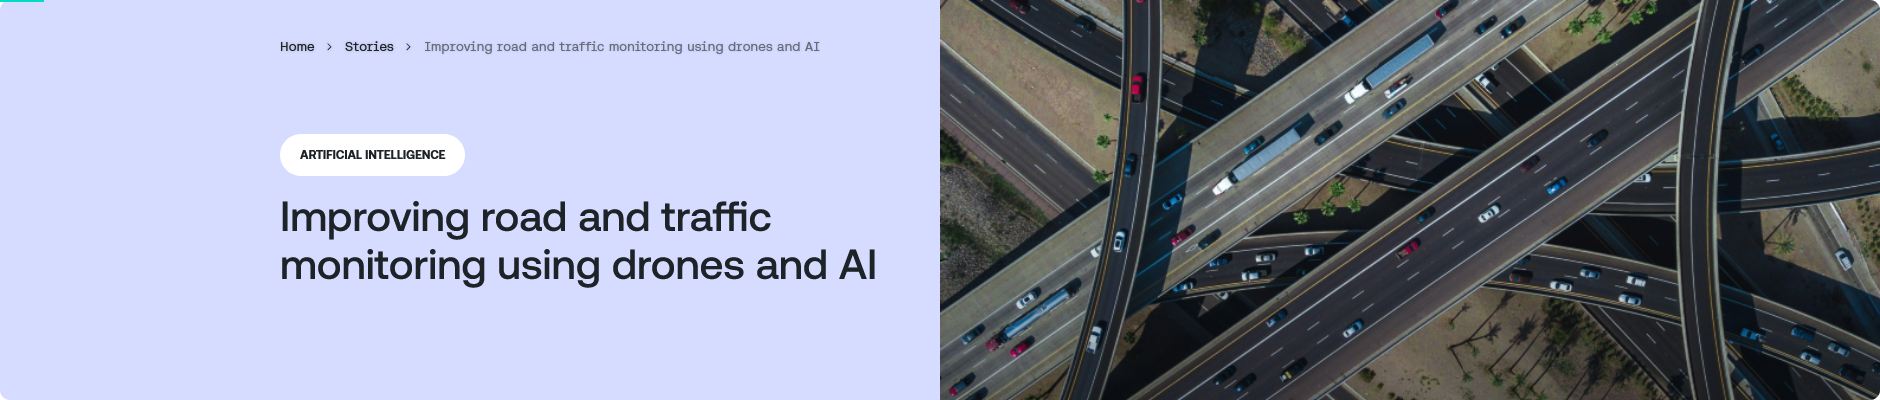 Home > Stories > Improving road and traffic monitoring using drones and AI
ARTIFICIAL INTELLIGENCE
Improving road and traffic
monitoring using drones and AI